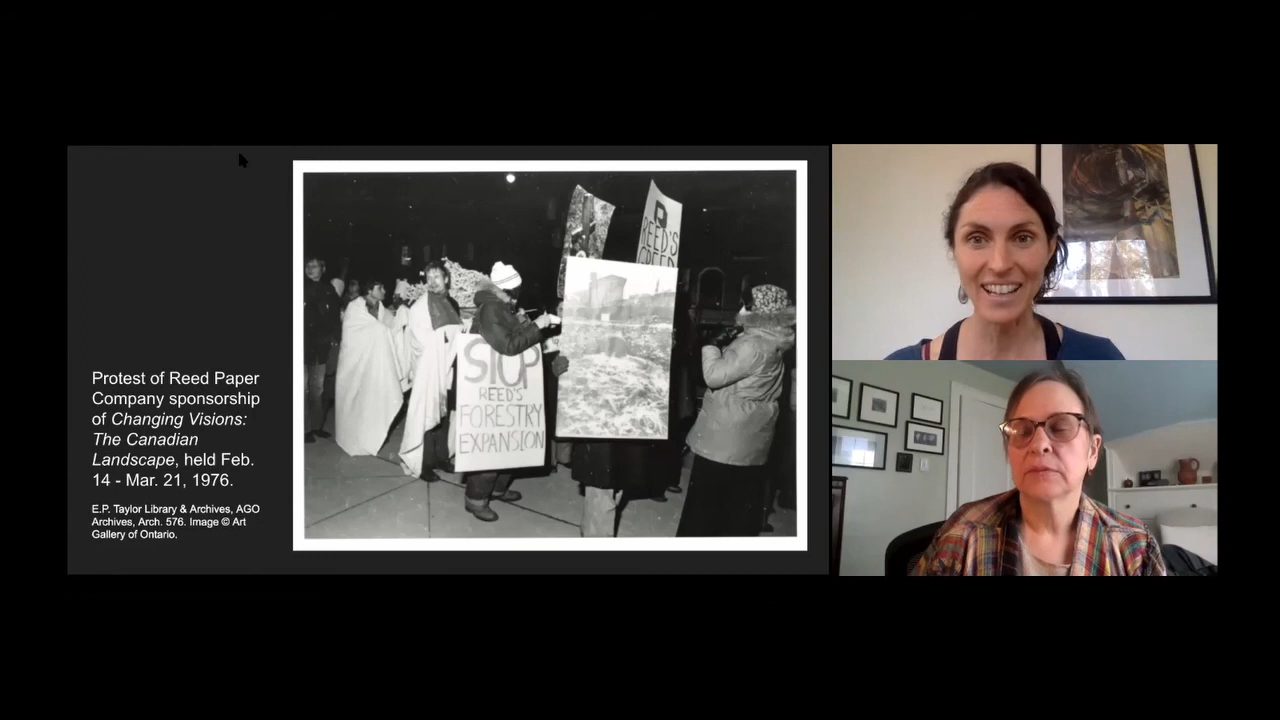 Protest of Reed Paper
Company sponsorship
of Changing Visions:
The Canadian
Landscape, held Feb.
14 - Mar. 21, 1976.
E.P. Taylor Library & Archives, AGO
Archives, Arch. 576. Image © Art
Gallery of Ontario.
STOP
REED'S
FORESTRY
EXPANSION
REED'S
CREED